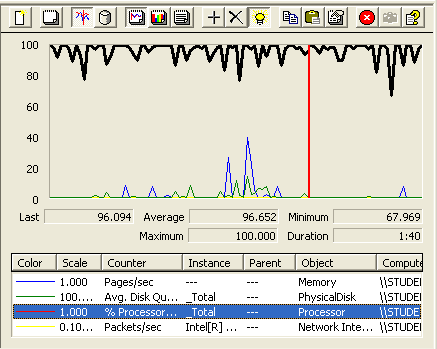 100
80
60
40
20
0
Last 96.094 Average 96.652 Minimum 67.969
Maximum 100.000 Duration 1:40
Color Scale Counter Instance Parent Object Compute
1.000 Pages/sec --- --- Memory \\STUDE
100.... Avg. Disk Qu... _Total --- PhysicalDisk \\STUDE
1.000 % Processor... _Total --- Processor \\STUDE
0.10... Packets/sec Intel[R] ... --- Network Inte... \\STUDE